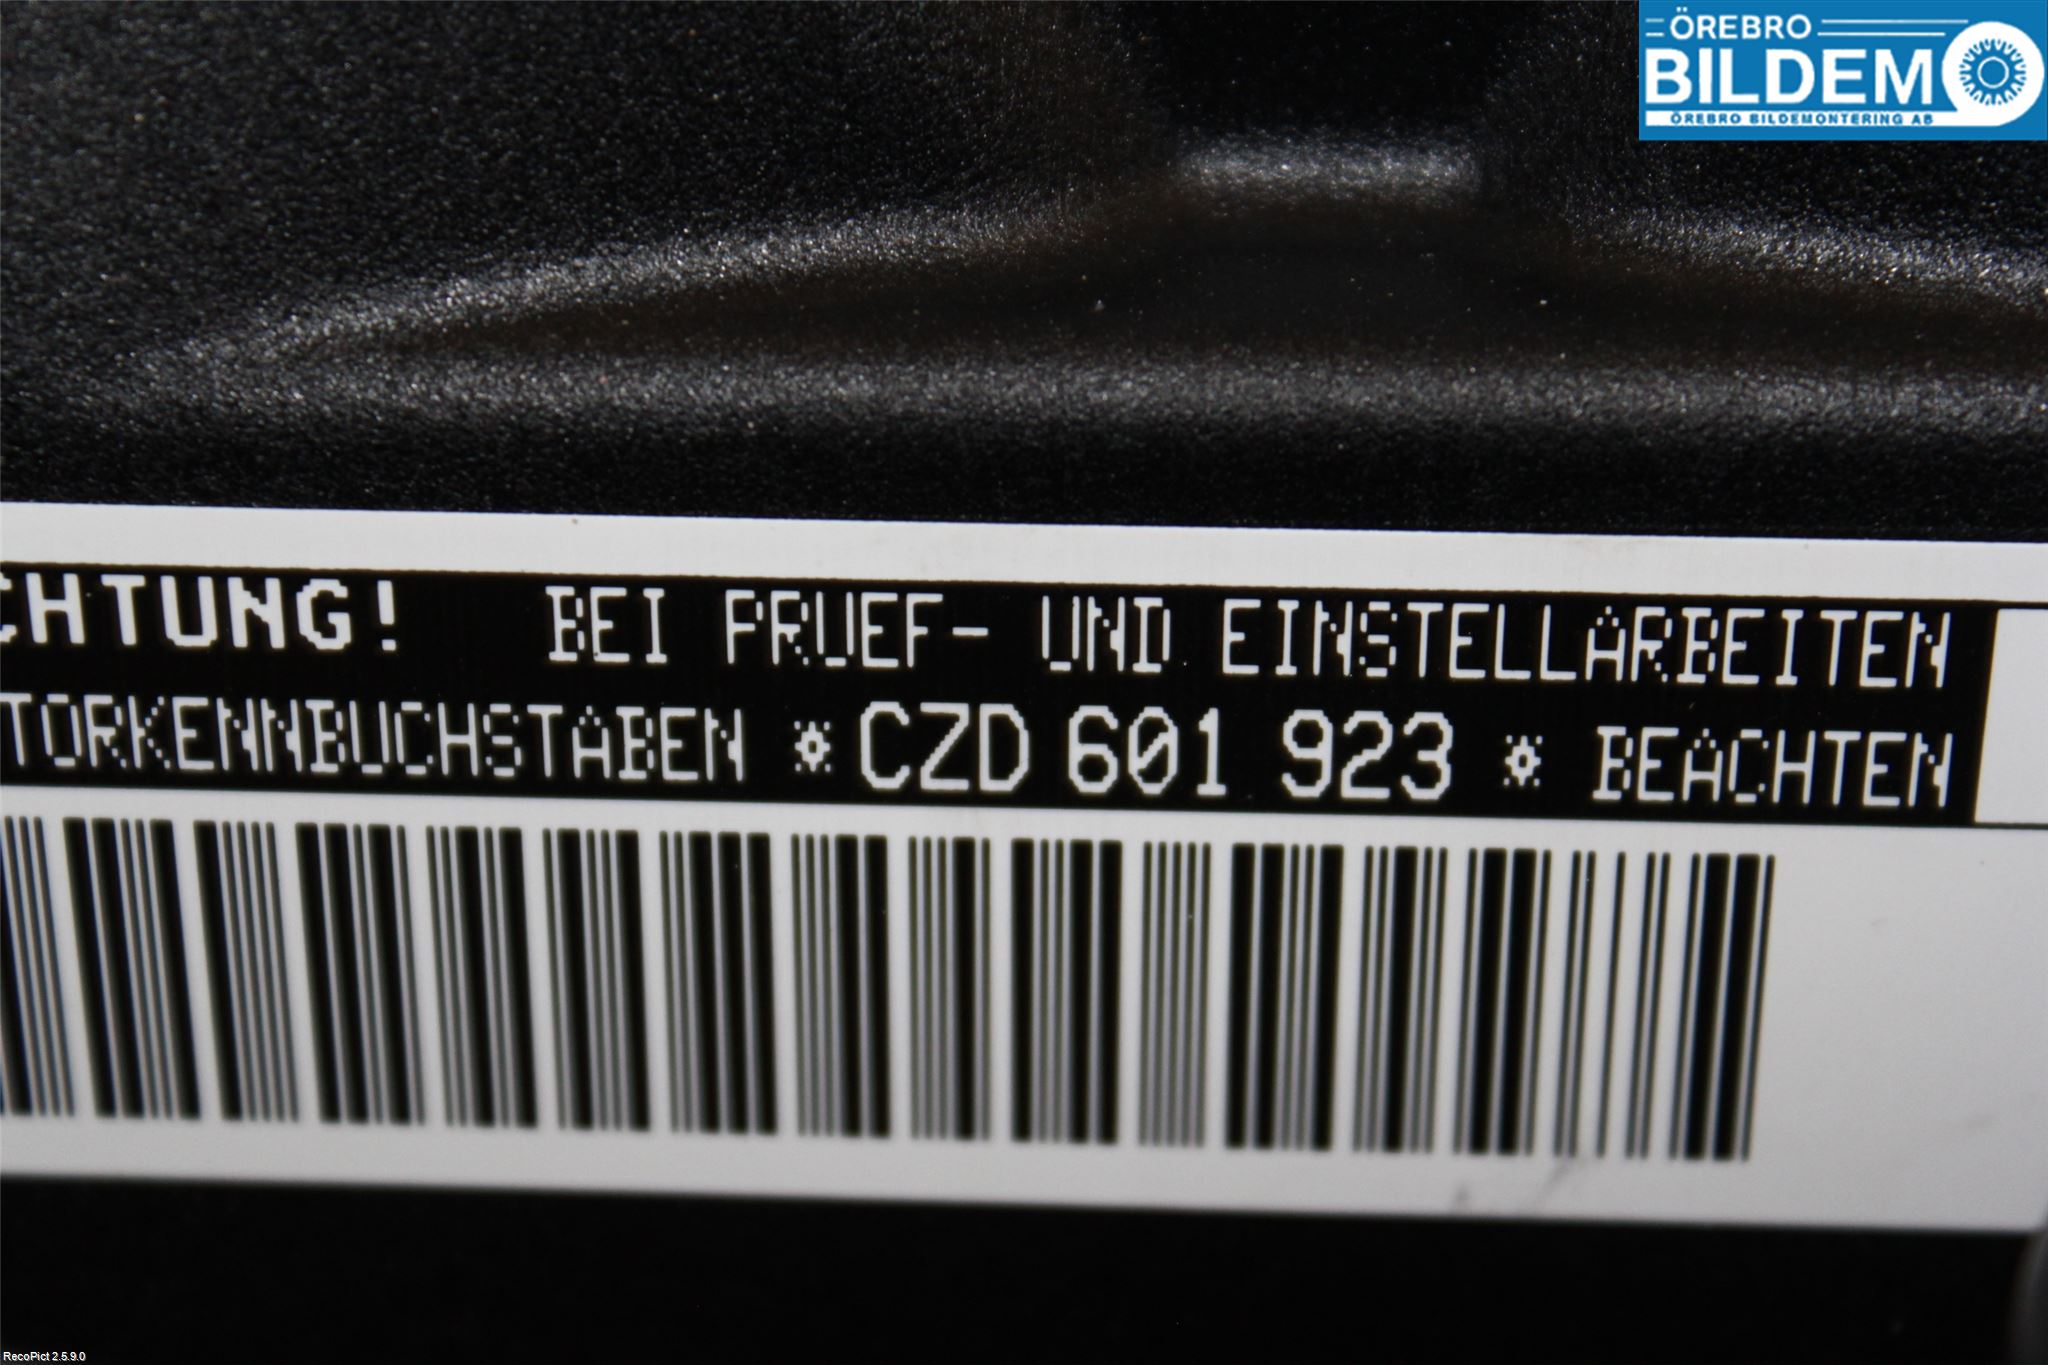 ÖREBRO
BILDEMO
ÖREBRO BILDEMONTERING AB
CHTUNG! BEI PRUEF- UND EINSTELLARBEITEN
TORKENNBUCHSTABEN *CZD 601 923 * BEACHTEN
RecoPict 2.5.9.0